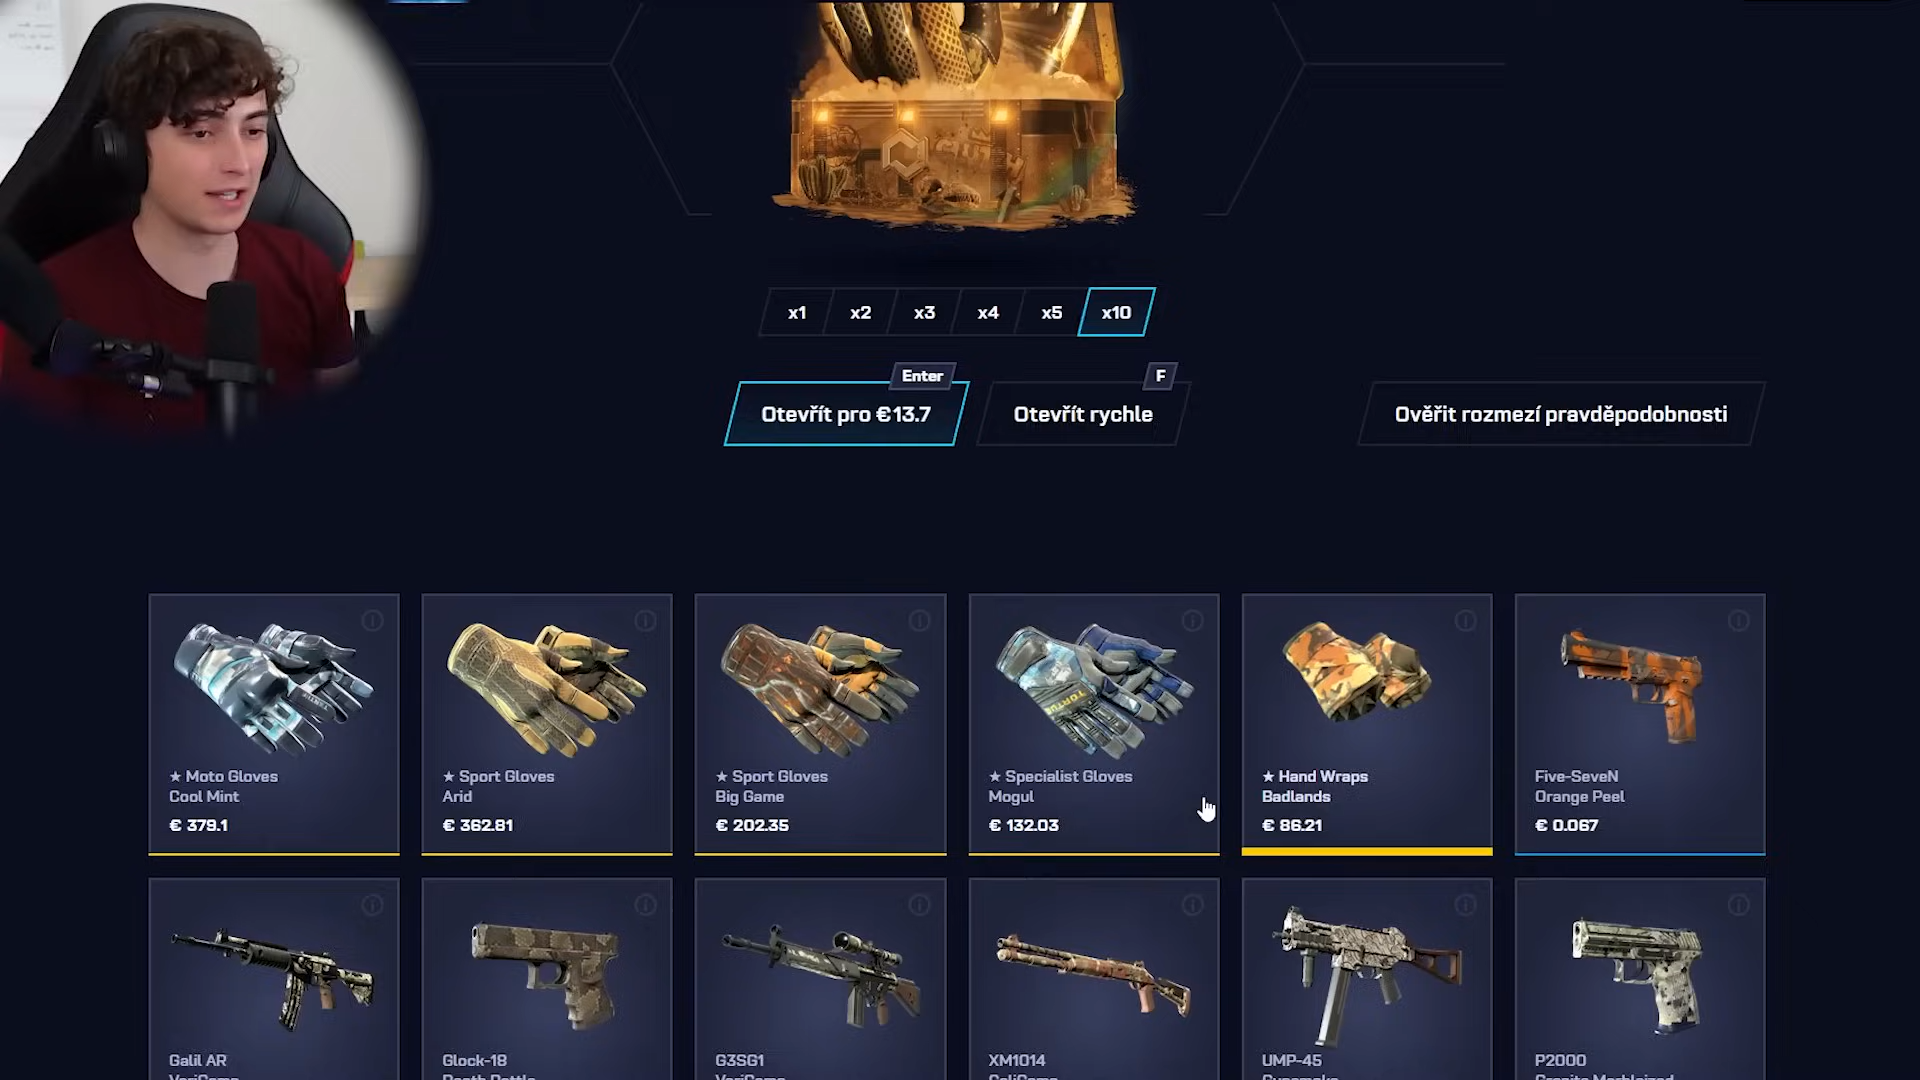 x1 x2 x3 x4 x5 x10
Enter F
Otevřít pro €13.7 Otevřít rychle Ověřit rozmezí pravděpodobnosti
★ Moto Gloves
Cool Mint
€ 379.1
★ Sport Gloves
Arid
€ 362.81
★ Sport Gloves
Big Game
€ 202.35
★ Specialist Gloves
Mogul
€ 132.03
★ Hand Wraps
Badlands
€ 86.21
Five-SeveN
Orange Peel
€ 0.067
Galil AR
Glock-18
G3SG1
XM1014
UMP-45
P2000